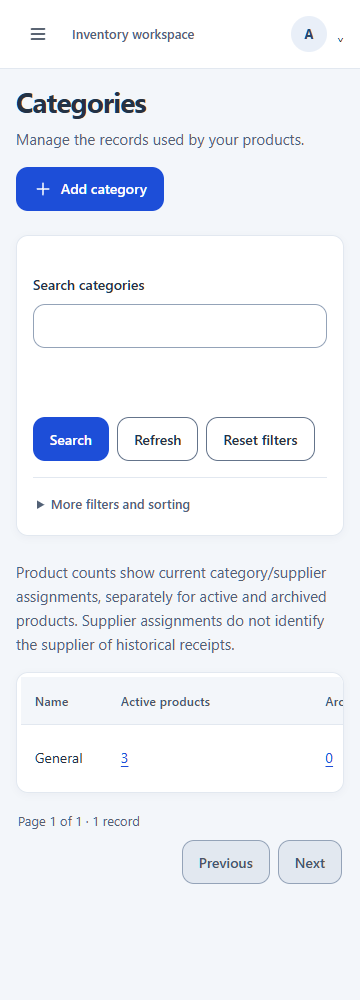 Inventory workspace
A
Categories
Manage the records used by your products.
Add category
Search categories
Search
Refresh
Reset filters
More filters and sorting
Product counts show current category/supplier
assignments, separately for active and archived
products. Supplier assignments do not identify
the supplier of historical receipts.
Name Active products Arc
General 3 0
Page 1 of 1 · 1 record
Previous
Next